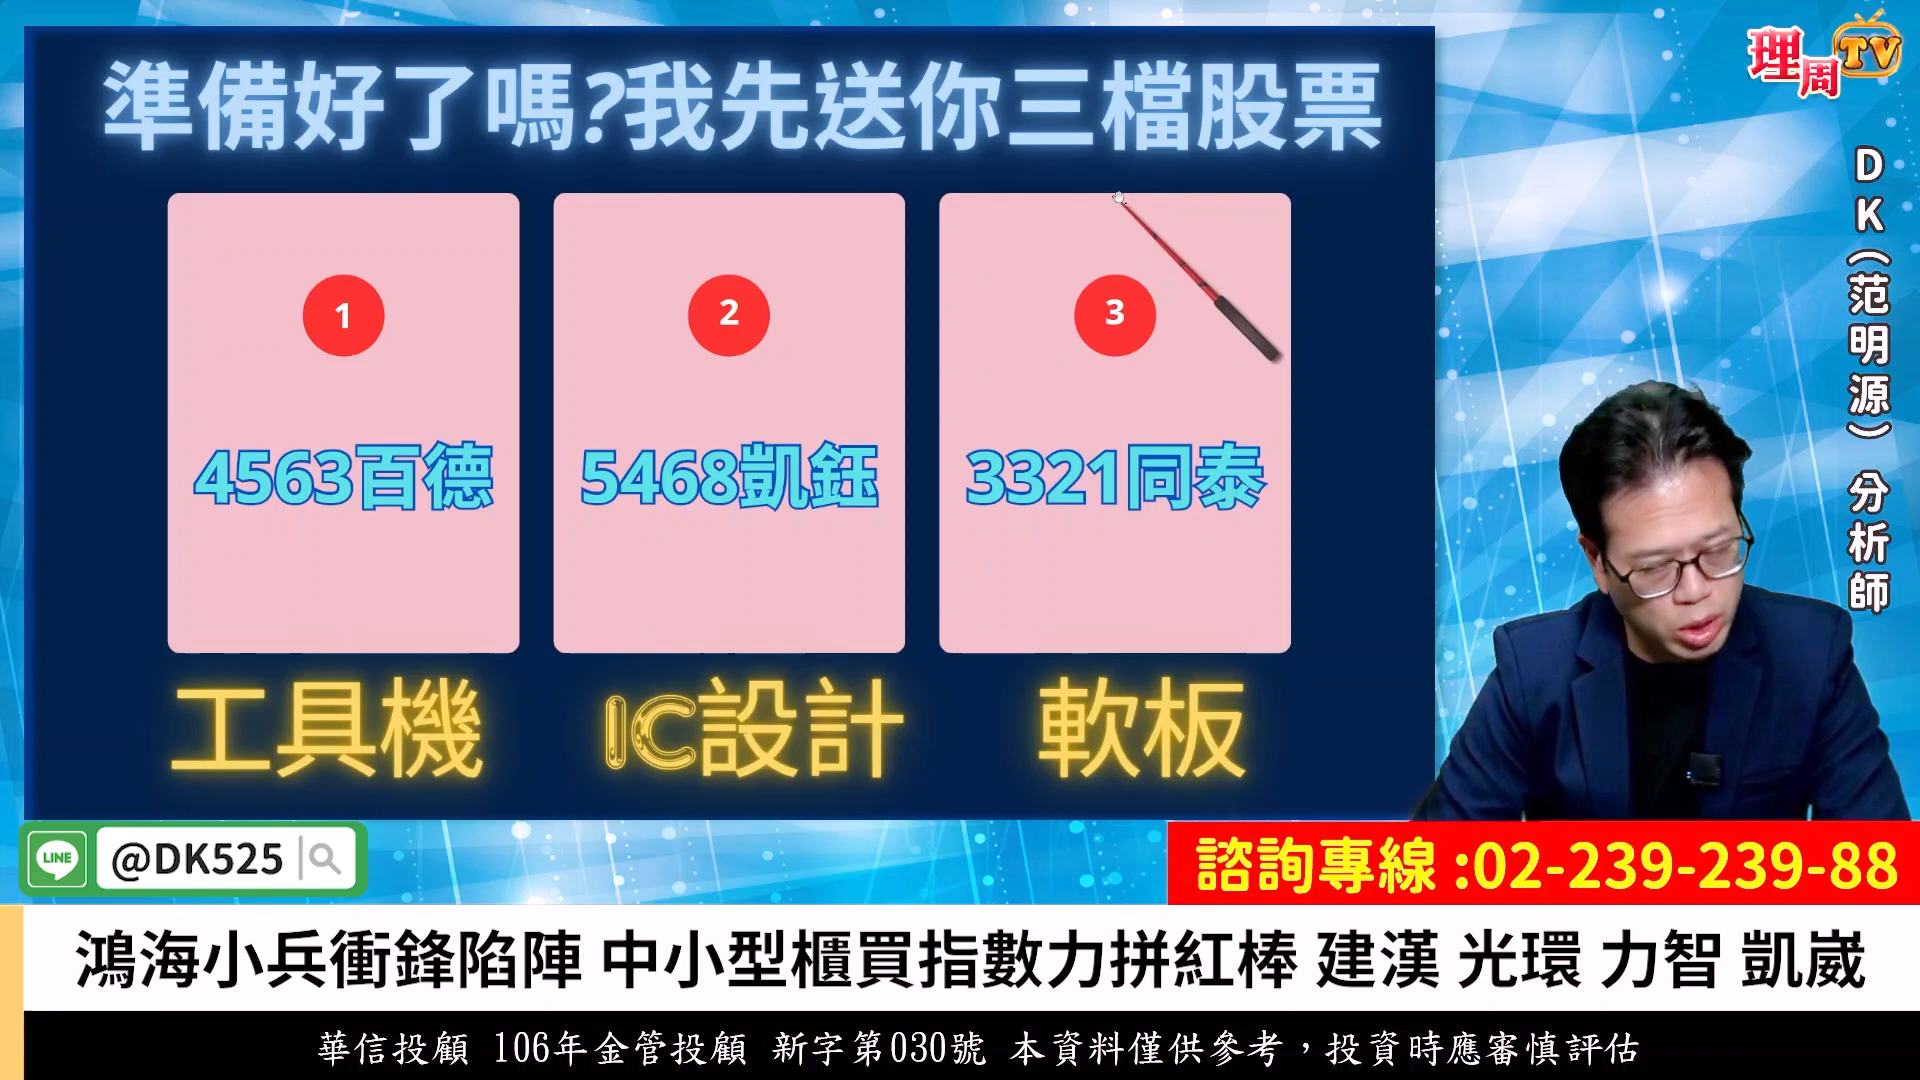 準備好了嗎?我先送你三檔股票
理周TV
DK(范明源)分析師
1
2
3
4563百德
5468凱鈺
3321同泰
工具機
IC設計
軟板
LINE
@DK525
諮詢專線:02-239-239-88
鴻海小兵衝鋒陷陣 中小型櫃買指數力拼紅棒 建漢 光環 力智 凱崴
華信投顧 106年金管投顧 新字第030號 本資料僅供參考,投資時應審慎評估